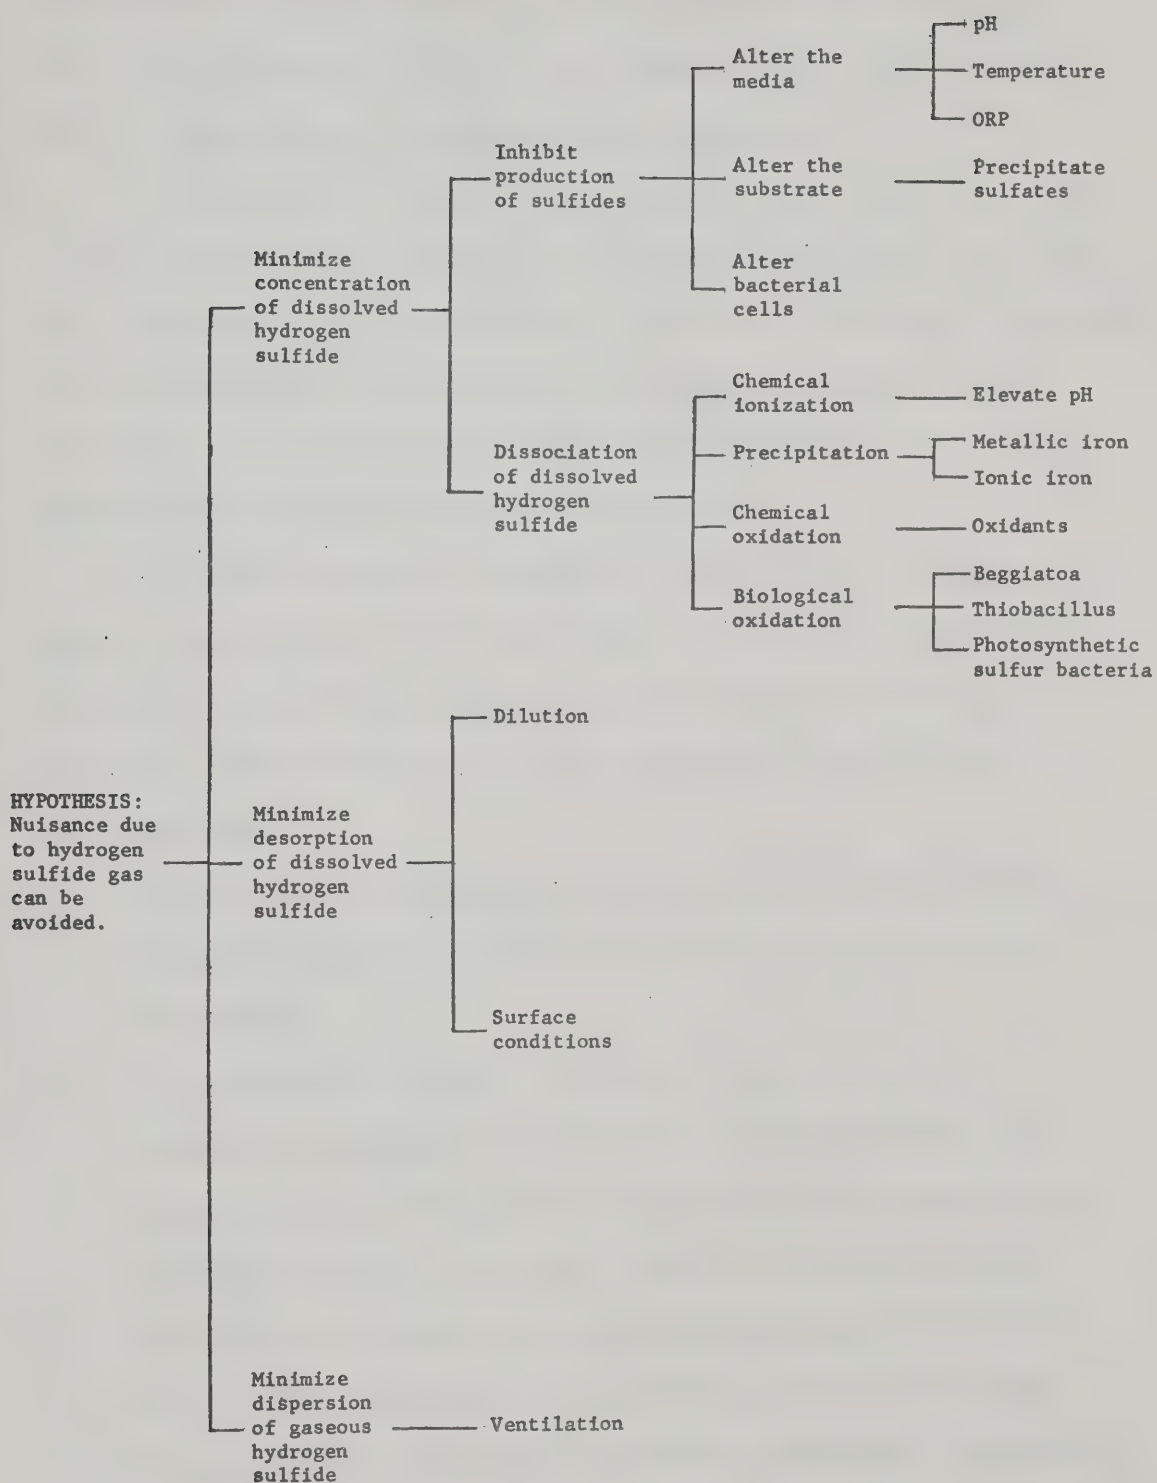 HYPOTHESIS:
Nuisance due
to hydrogen
sulfide gas
can be
avoided.
Minimize
concentration
of dissolved
hydrogen
sulfide
Inhibit
production
of sulfides
Alter the
media
pH
Temperature
ORP
Alter the
substrate
Precipitate
sulfates
Alter
bacterial
cells
Dissociation
of dissolved
hydrogen
sulfide
Chemical
ionization
Elevate pH
Precipitation
Metallic iron
Ionic iron
Chemical
oxidation
Oxidants
Biological
oxidation
Beggiatoa
Thiobacillus
Photosynthetic
sulfur bacteria
Minimize
desorption
of dissolved
hydrogen
sulfide
Dilution
Surface
conditions
Minimize
dispersion
of gaseous
hydrogen
sulfide
Ventilation